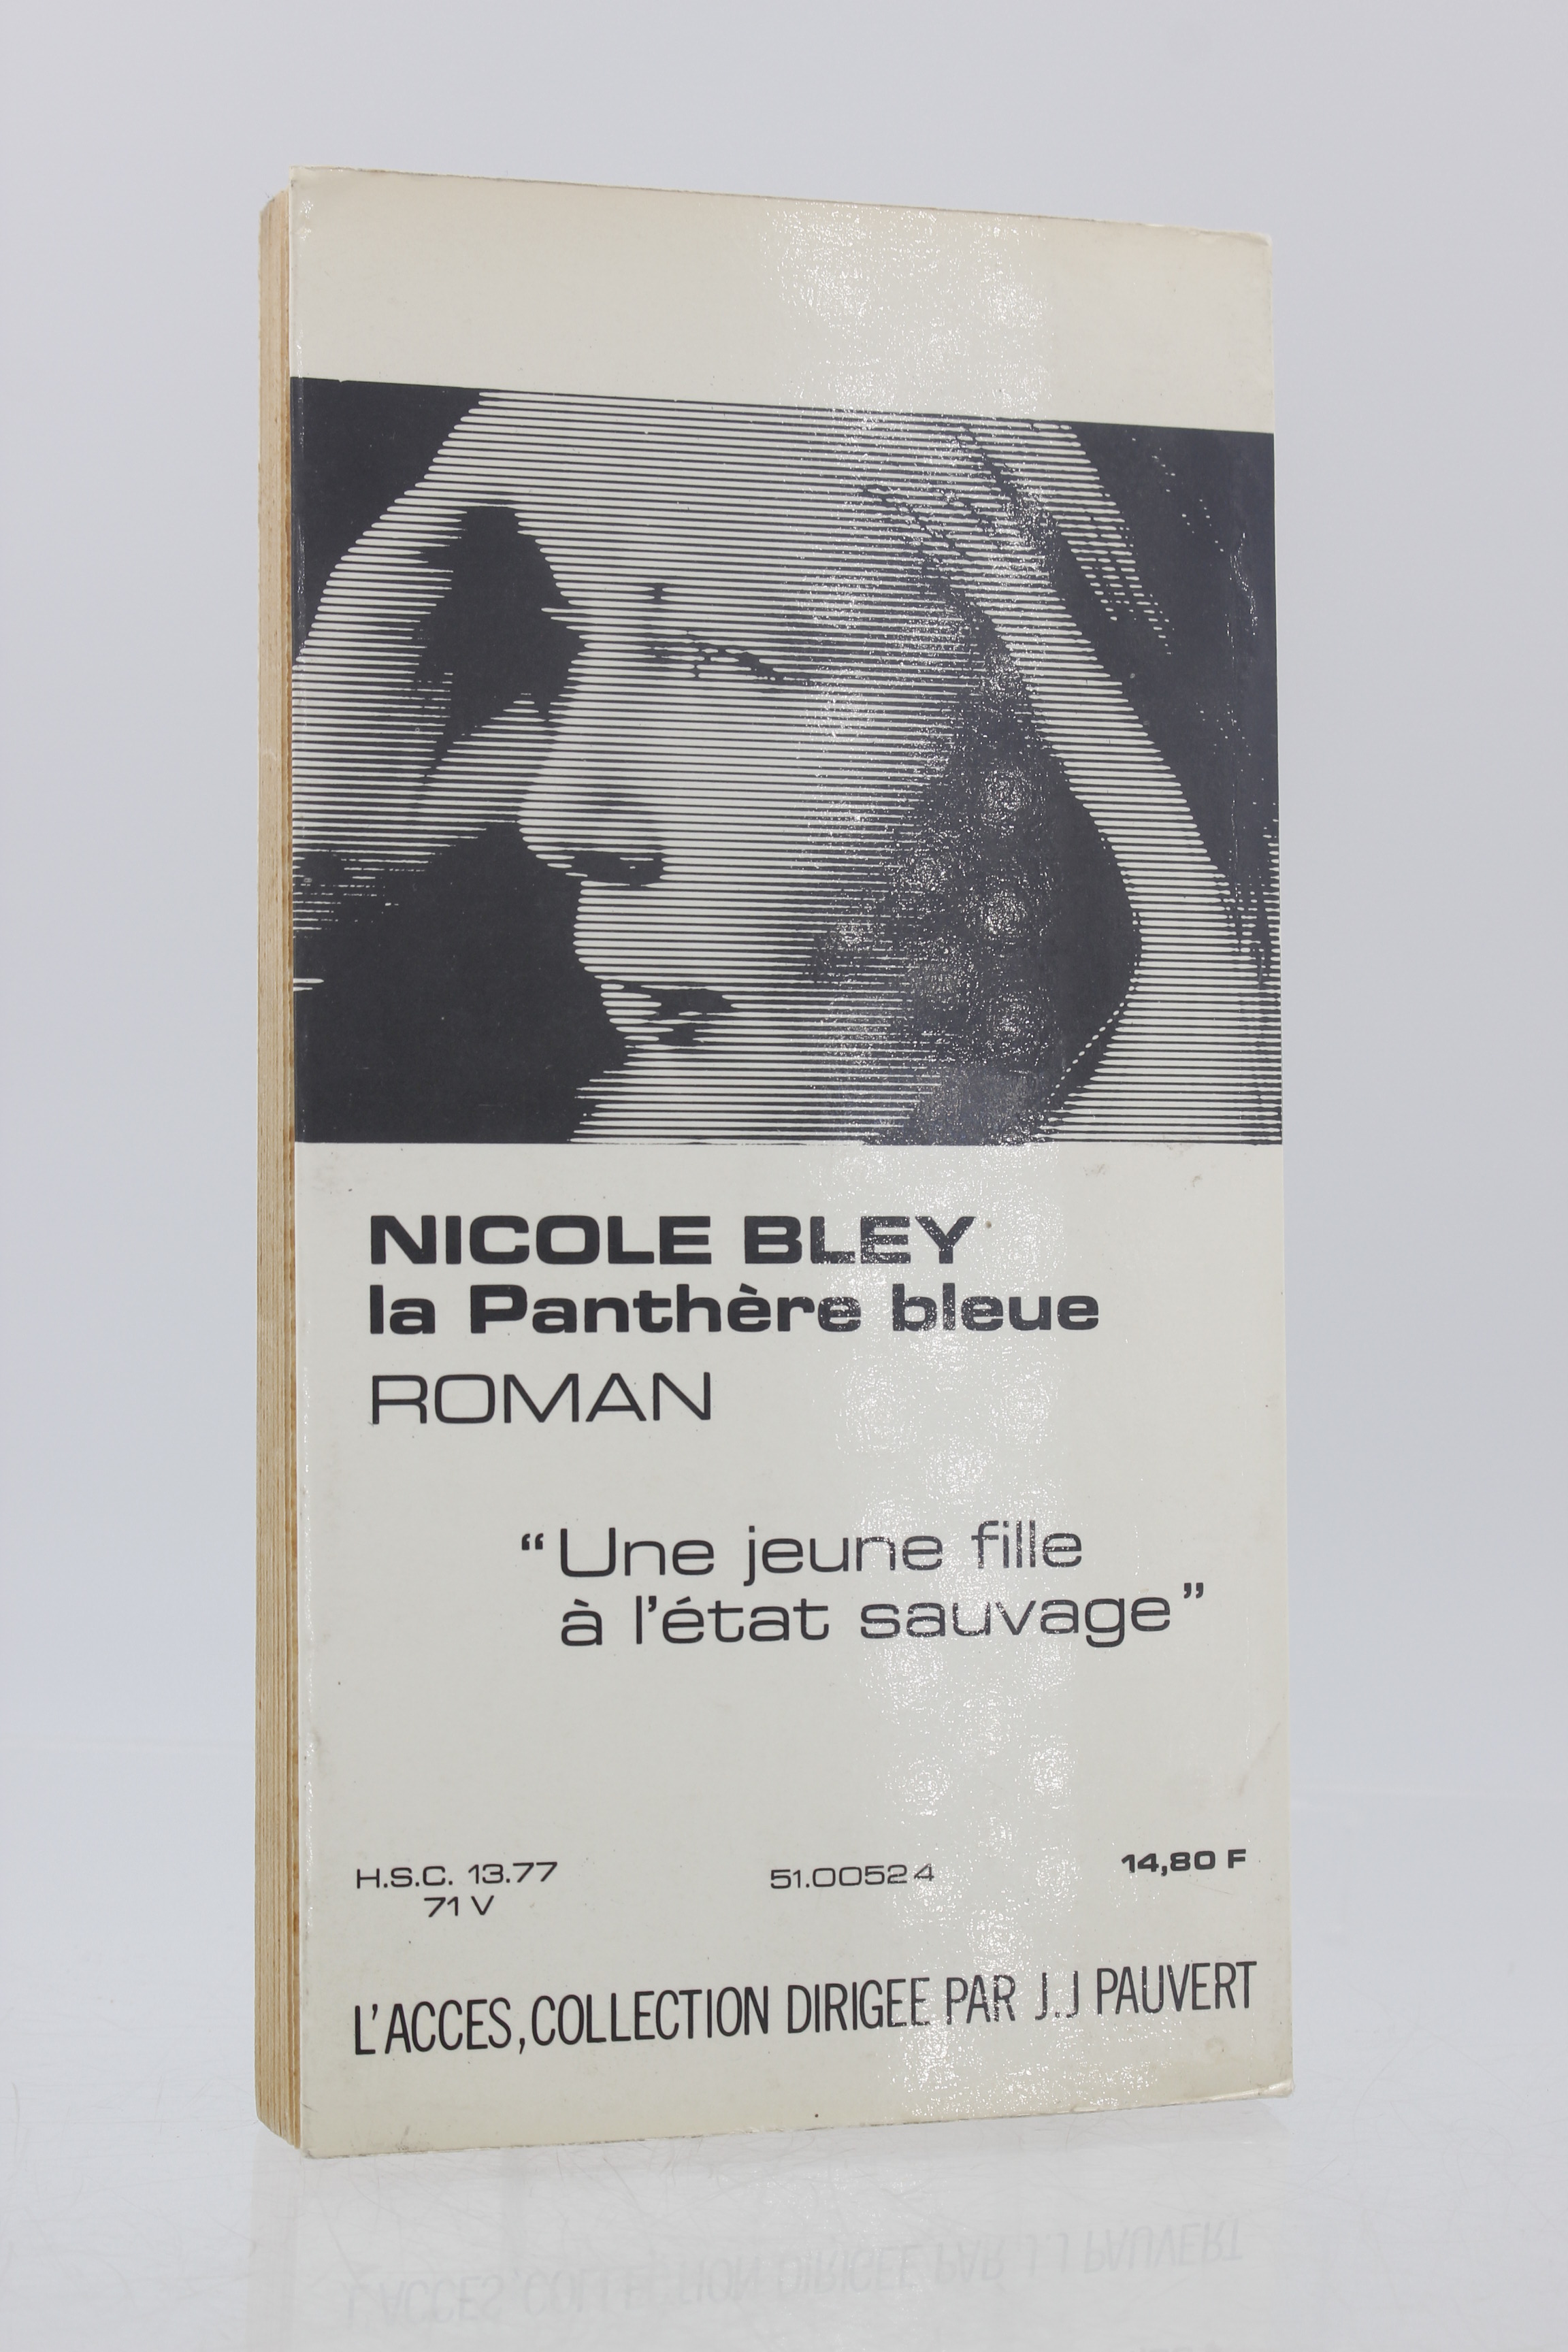 NICOLE BLEY
la Panthère bleue
ROMAN
“Une jeune fille
à l’état sauvage”
H.S.C. 13.77
71 V
51.00524
14,80 F
L’ACCES, COLLECTION DIRIGEE PAR J.J PAUVERT